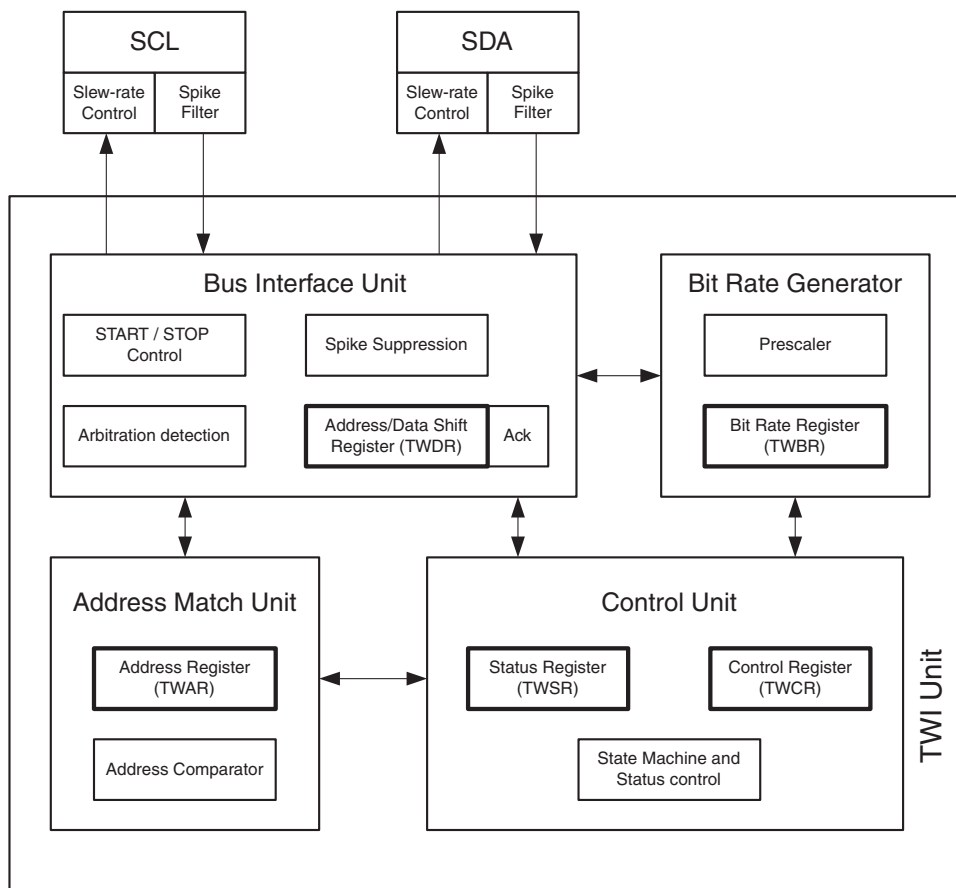 SCL
Slew-rate
Control
Spike
Filter
SDA
Slew-rate
Control
Spike
Filter
Bus Interface Unit
START / STOP
Control
Spike Suppression
Arbitration detection
Address/Data Shift
Register (TWDR)
Ack
Bit Rate Generator
Prescaler
Bit Rate Register
(TWBR)
Address Match Unit
Address Register
(TWAR)
Address Comparator
Control Unit
Status Register
(TWSR)
Control Register
(TWCR)
State Machine and
Status control
TWI Unit